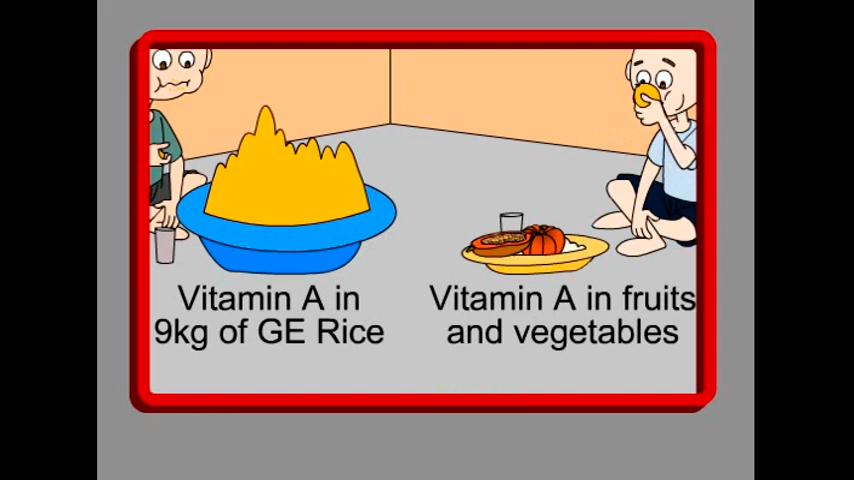 Vitamin A in
9kg of GE Rice
Vitamin A in fruits
and vegetables